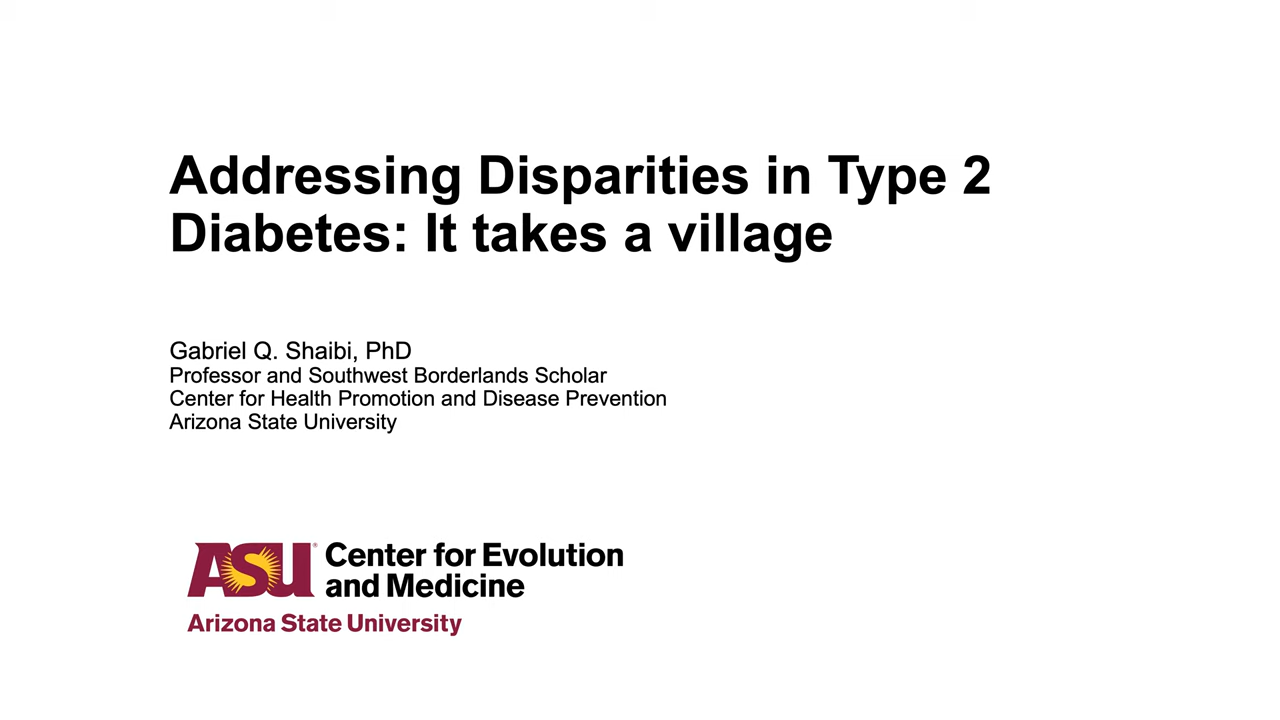 Addressing Disparities in Type 2
Diabetes: It takes a village
Gabriel Q. Shaibi, PhD
Professor and Southwest Borderlands Scholar
Center for Health Promotion and Disease Prevention
Arizona State University
ASU® Center for Evolution
and Medicine
Arizona State University